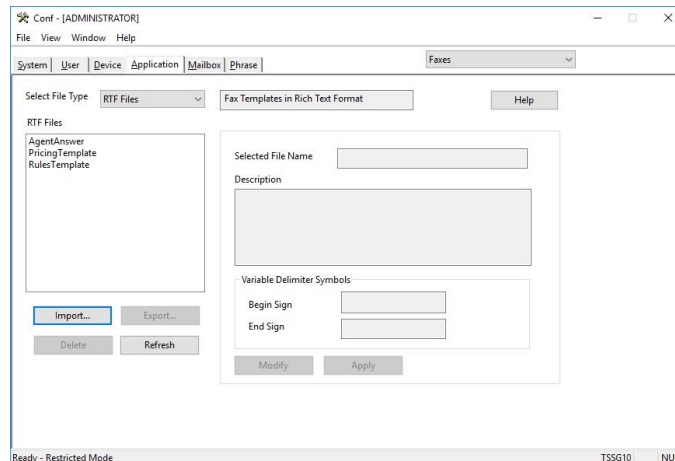 Conf - [ADMINISTRATOR]
File View Window Help
System User Device Application Mailbox Phrase Faxes
Select File Type RTF Files Fax Templates in Rich Text Format Help
RTF Files
AgentAnswer
PricingTemplate
RulesTemplate
Selected File Name
Description
Variable Delimiter Symbols
Begin Sign
End Sign
Import... Export...
Delete Refresh
Modify Apply
Ready - Restricted Mode TSSG10 NU